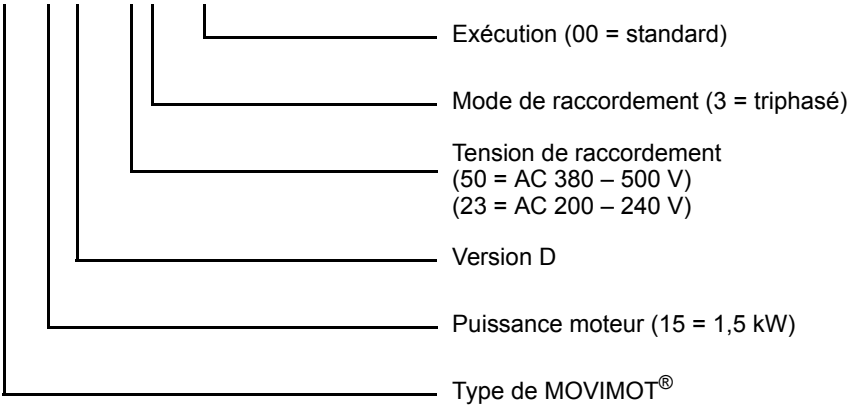 Exécution (00 = standard)
Mode de raccordement (3 = triphasé)
Tension de raccordement
(50 = AC 380 – 500 V)
(23 = AC 200 – 240 V)
Version D
Puissance moteur (15 = 1,5 kW)
Type de MOVIMOT®